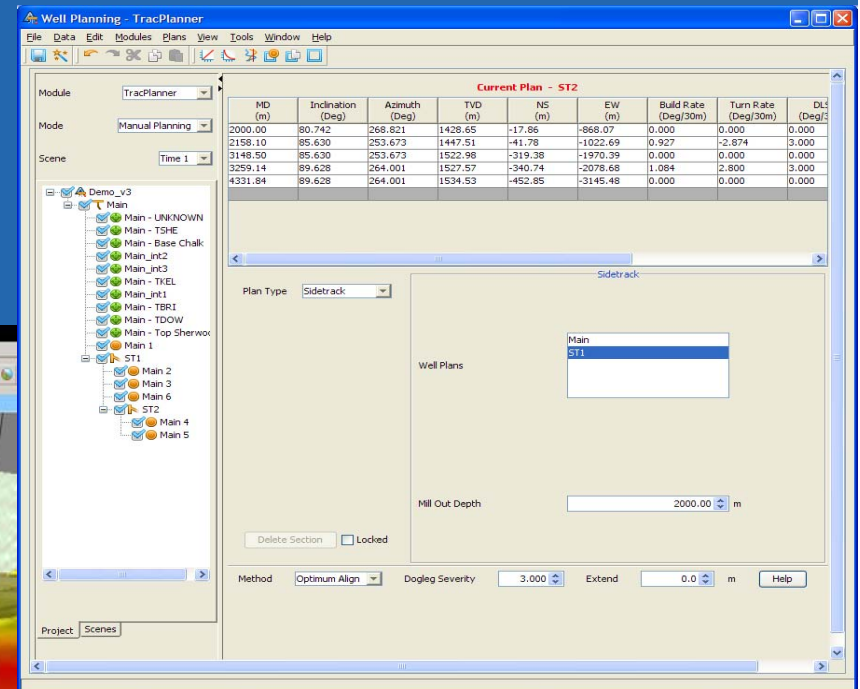 Well Planning - TracPlanner
File Data Edit Modules Plans View Tools Window Help
Module TracPlanner
Mode Manual Planning
Scene Time 1
Demo_v3
Main
Main - UNKNOWN
Main - TSHE
Main - Base Chalk
Main_int2
Main_int3
Main - TKEL
Main_int1
Main - TBRI
Main - TDOW
Main - Top Sherwoo
Main 1
ST1
Main 2
Main 3
Main 6
ST2
Main 4
Main 5
Project Scenes
Current Plan - ST2
MD Inclination Azimuth TVD NS EW Build Rate Turn Rate DLS
(m) (Deg) (Deg) (m) (m) (m) (Deg/30m) (Deg/30m) (Deg/3
2000.00 80.742 268.821 1428.65 -17.86 -868.07 0.000 0.000 0.000
2158.10 85.630 253.673 1447.51 -41.78 -1022.69 0.927 -2.874 3.000
3148.50 85.630 253.673 1522.98 -319.38 -1970.39 0.000 0.000 0.000
3259.14 89.628 264.001 1527.57 -340.74 -2078.68 1.084 2.800 3.000
4331.84 89.628 264.001 1534.53 -452.85 -3145.48 0.000 0.000 0.000
Sidetrack
Plan Type Sidetrack
Well Plans
Main
ST1
Mill Out Depth 2000.00 m
Delete Section Locked
Method Optimum Align Dogleg Severity 3.000 Extend 0.0 m Help